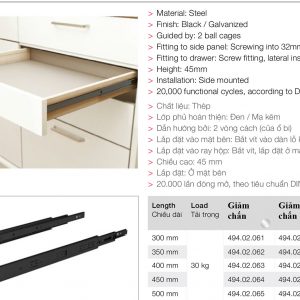 > Material: Steel
> Finish: Black / Galvanized
> Guided by: 2 ball cages
> Fitting to side panel: Screwing into 32mm
> Fitting to drawer: Screw fitting, lateral ins
> Height: 45mm
> Installation: Side mounted
> 20,000 functional cycles, according to D
> Chất liệu: Thép
> Lớp phủ hoàn thiện: Đen / Mạ kẽm
> Dẫn hướng bởi: 2 vòng cách (của ổ bi)
> Lắp đặt vào mặt bên: Bắt vít vào dàn lỗ
> Lắp đặt vào ray hộp: Bắt vít, lắp đặt ở m
> Chiều cao: 45 mm
> Lắp đặt: Ở mặt bên
> 20.000 lần đóng mở, theo tiêu chuẩn DIN
Length Load Giảm Giảm
Chiều dài Tải trọng chấn chấn
300 mm 494.02.061 494.02
350 mm 494.02.062 494.02
400 mm 30 kg 494.02.063 494.02
450 mm 494.02.064 494.02
500 mm 494.02.065 494.02